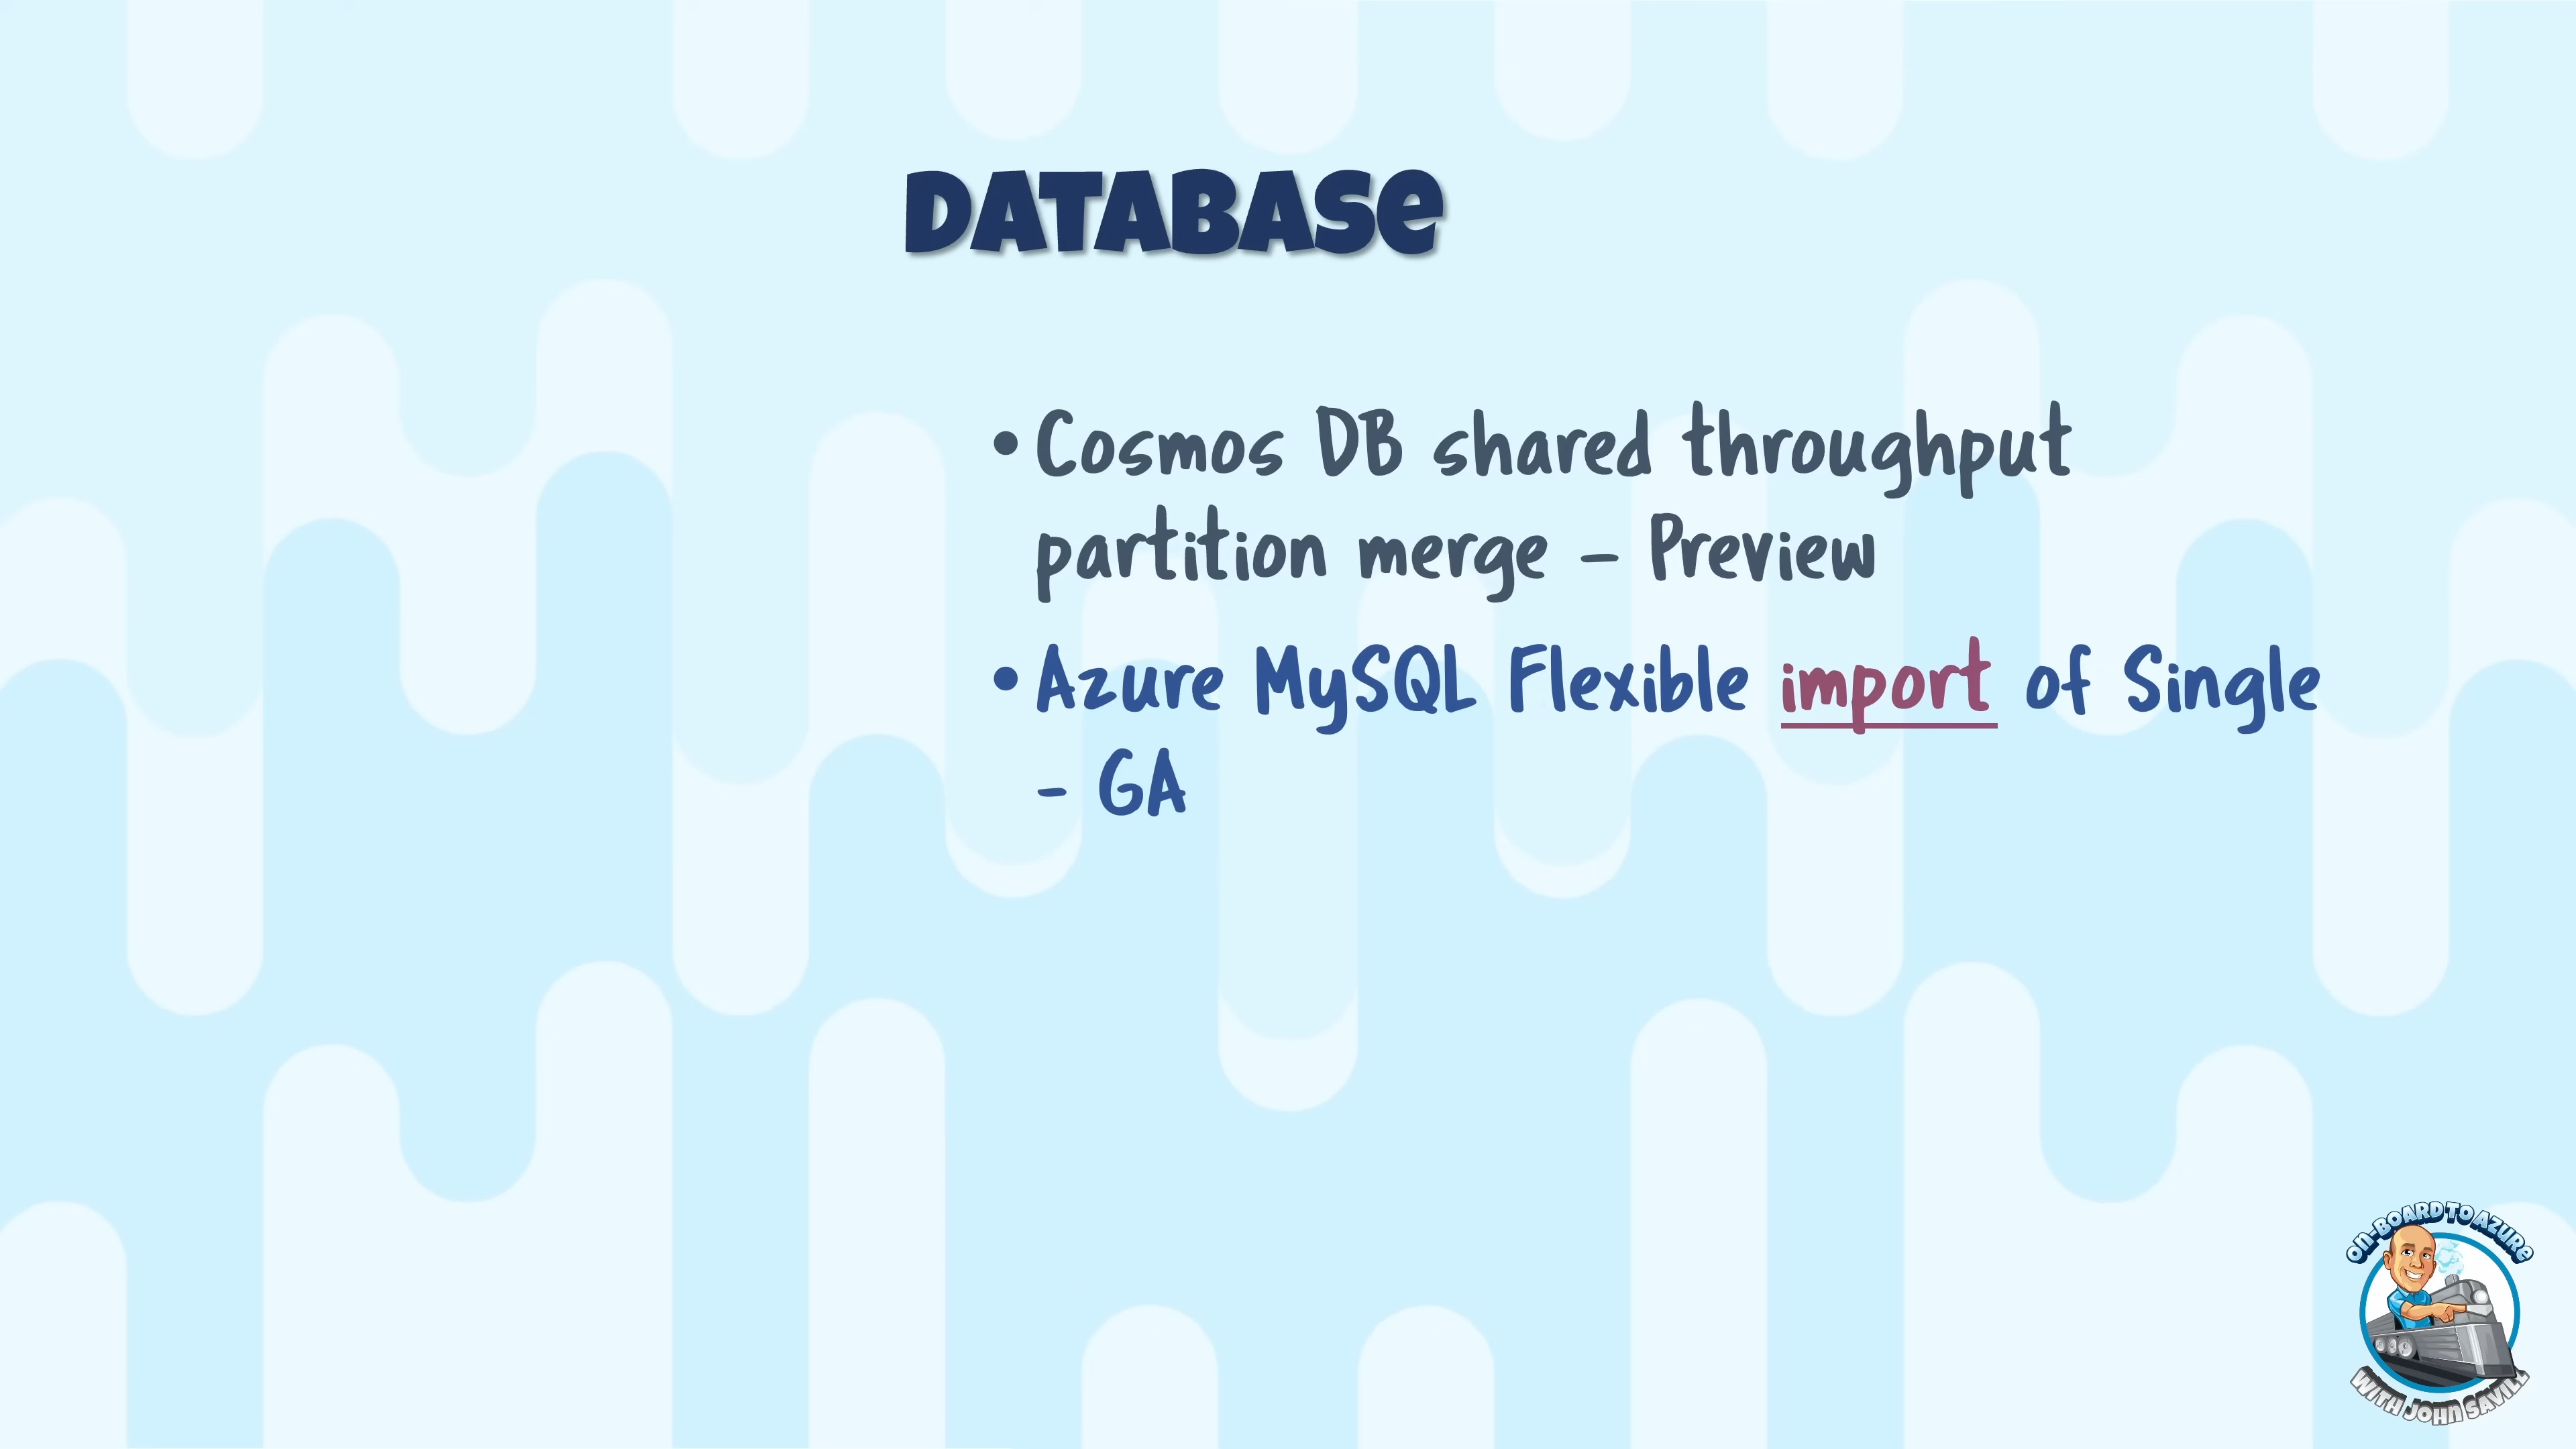 DATABASE
• Cosmos DB shared throughput
partition merge – Preview
• Azure MySQL Flexible import of Single
- GA
ON-BOARD TO AZURE
WITH JOHN SAVILL